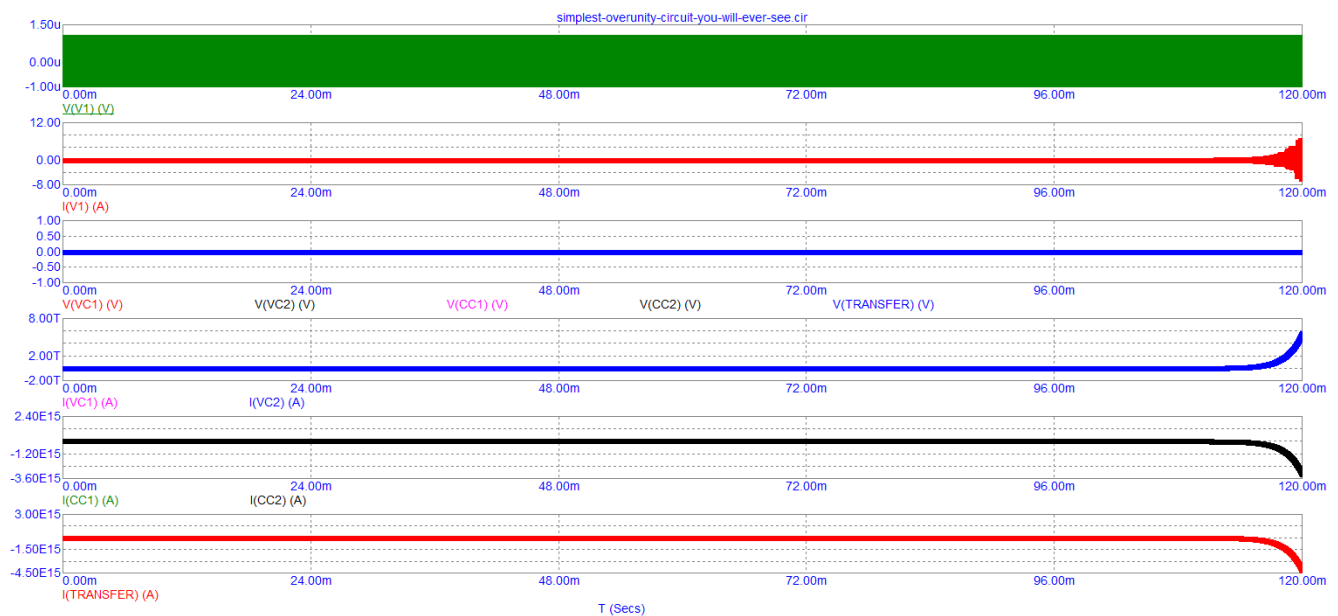 simplest-overunity-circuit-you-will-ever-see.cir
1.50u
0.00u
-1.00u
0.00m 24.00m 48.00m 72.00m 96.00m 120.00m
V(V1) (V)
12.00
0.00
-8.00
0.00m 24.00m 48.00m 72.00m 96.00m 120.00m
I(V1) (A)
1.00
0.50
0.00
-0.50
-1.00
0.00m 24.00m 48.00m 72.00m 96.00m 120.00m
V(VC1) (V) V(VC2) (V) V(CC1) (V) V(CC2) (V) V(TRANSFER) (V)
8.00T
2.00T
-2.00T
0.00m 24.00m 48.00m 72.00m 96.00m 120.00m
I(VC1) (A) I(VC2) (A)
2.40E15
-1.20E15
-3.60E15
0.00m 24.00m 48.00m 72.00m 96.00m 120.00m
I(CC1) (A) I(CC2) (A)
3.00E15
-1.50E15
-4.50E15
0.00m 24.00m 48.00m 72.00m 96.00m 120.00m
I(TRANSFER) (A)
T (Secs)